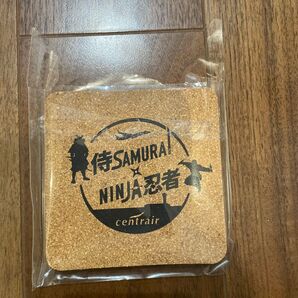 侍SAMURAI
×
NINJA忍者
centrair